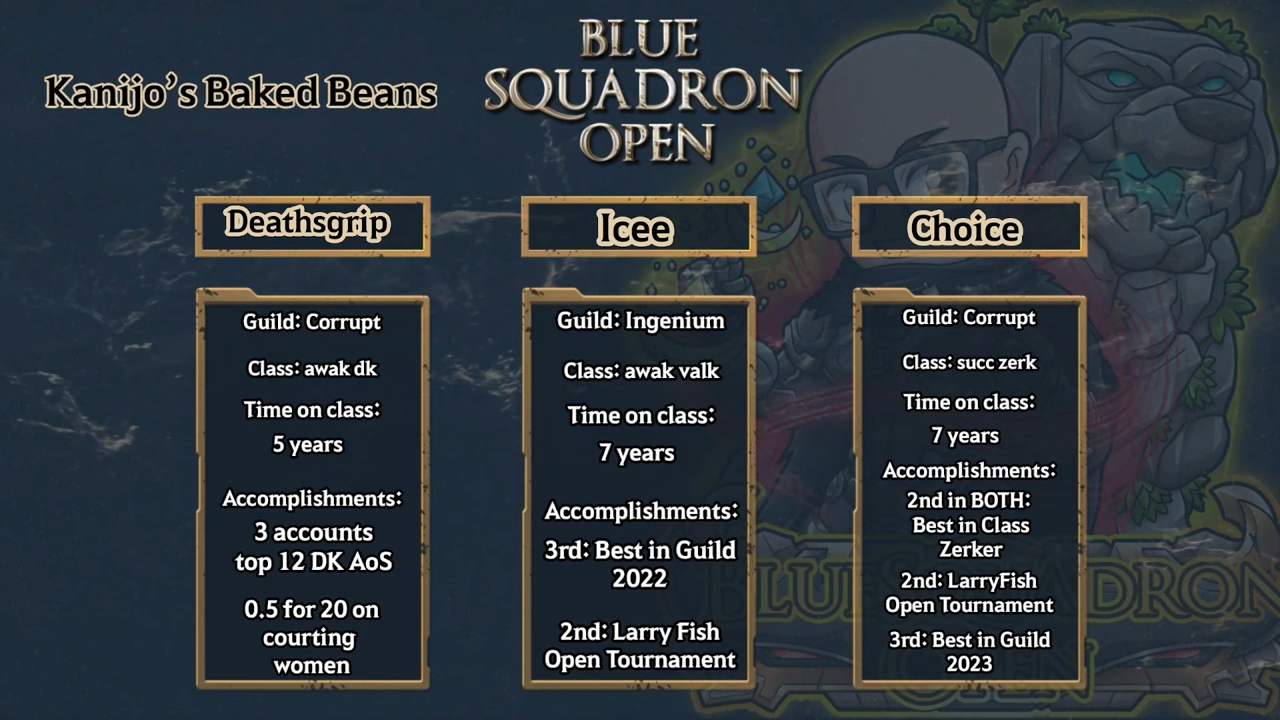 Kanijo's Baked Beans
BLUE
SQUADRON
OPEN
Deathsgrip
Guild: Corrupt
Class: awak dk
Time on class:
5 years
Accomplishments:
3 accounts
top 12 DK AoS
0.5 for 20 on
courting
women
Icee
Guild: Ingenium
Class: awak valk
Time on class:
7 years
Accomplishments:
3rd: Best in Guild
2022
2nd: Larry Fish
Open Tournament
Choice
Guild: Corrupt
Class: succ zerk
Time on class:
7 years
Accomplishments:
2nd in BOTH:
Best in Class
Zerker
2nd: LarryFish
Open Tournament
3rd: Best in Guild
2023
BLUE SQUADRON
OPEN